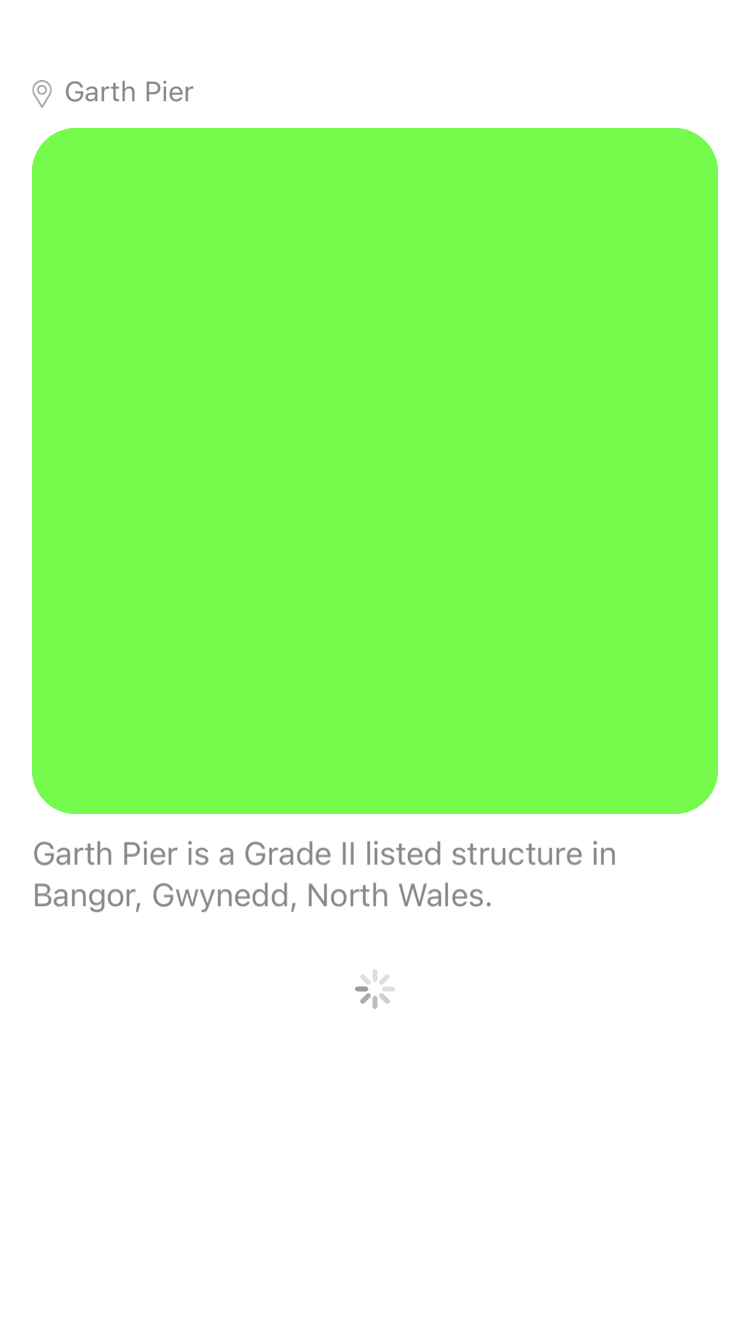 Garth Pier
Garth Pier is a Grade II listed structure in
Bangor, Gwynedd, North Wales.